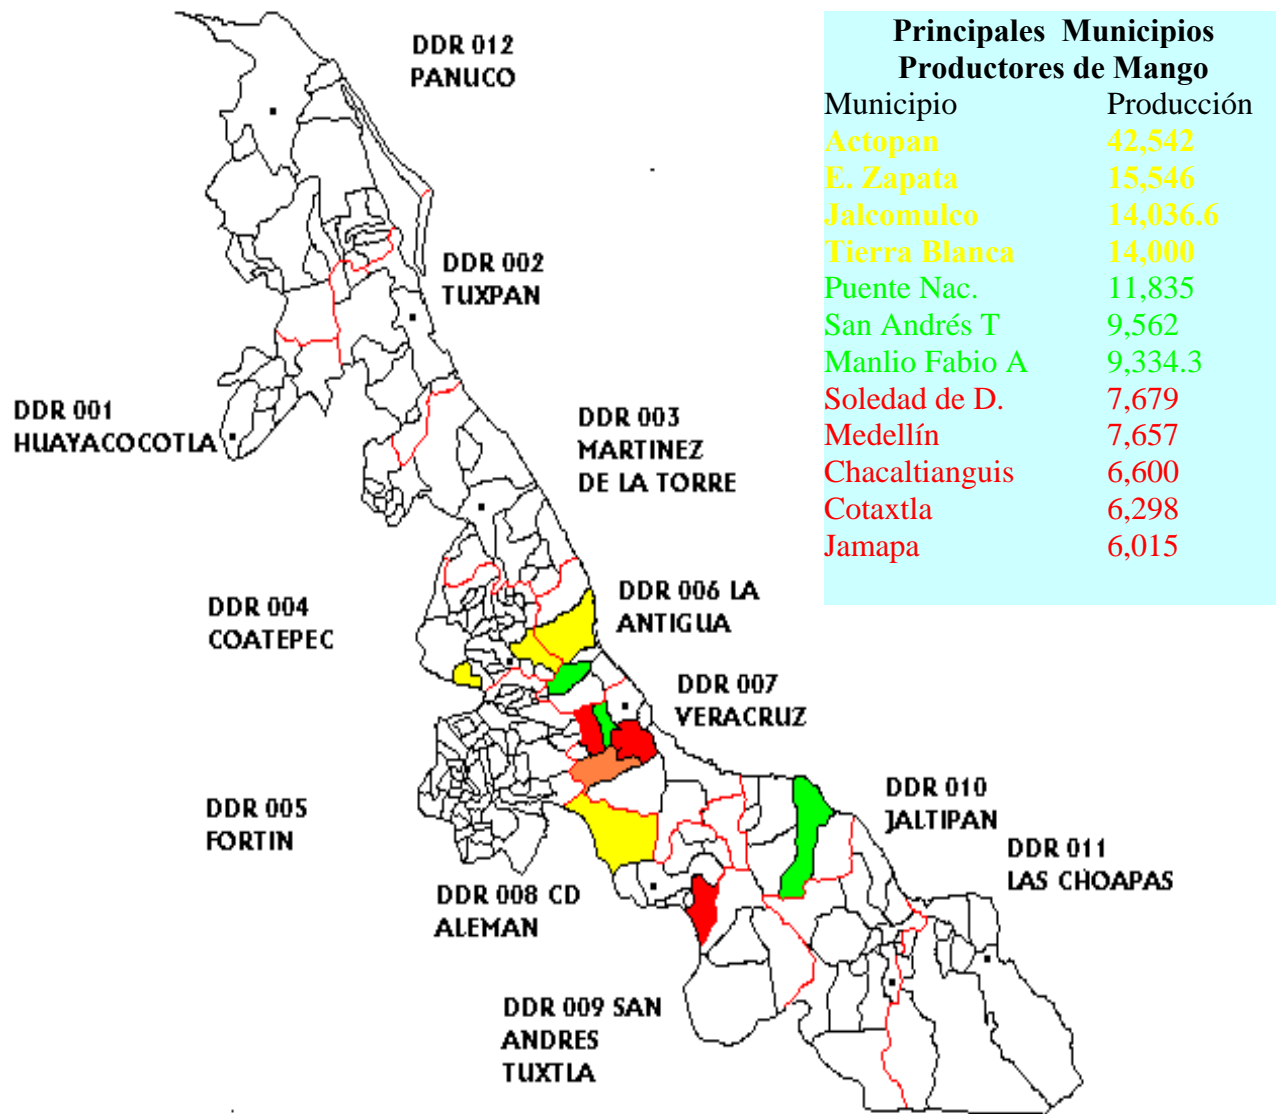 DDR 012
PANUCO
DDR 002
TUXPAN
DDR 001
HUAYACOCOTLA
DDR 003
MARTINEZ
DE LA TORRE
DDR 004
COATEPEC
DDR 006 LA
ANTIGUA
DDR 007
VERACRUZ
DDR 005
FORTIN
DDR 010
JALTIPAN
DDR 011
LAS CHOAPAS
DDR 008 CD
ALEMAN
DDR 009 SAN
ANDRES
TUXTLA
Principales Municipios
Productores de Mango
Municipio Producción
Actopan 42,542
E. Zapata 15,546
Jalcomulco 14,036.6
Tierra Blanca 14,000
Puente Nac. 11,835
San Andrés T 9,562
Manlio Fabio A 9,334.3
Soledad de D. 7,679
Medellín 7,657
Chacaltianguis 6,600
Cotaxtla 6,298
Jamapa 6,015